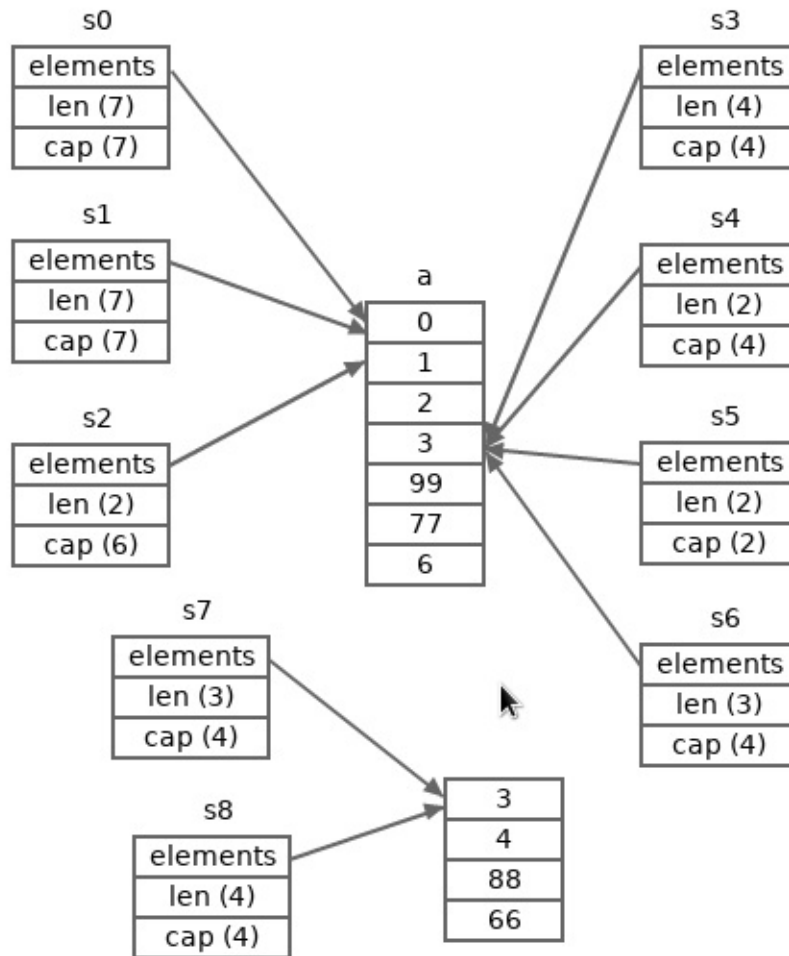 s0
elements
len (7)
cap (7)
s1
elements
len (7)
cap (7)
s2
elements
len (2)
cap (6)
a
0
1
2
3
99
77
6
s3
elements
len (4)
cap (4)
s4
elements
len (2)
cap (4)
s5
elements
len (2)
cap (2)
s6
elements
len (3)
cap (4)
s7
elements
len (3)
cap (4)
s8
elements
len (4)
cap (4)
3
4
88
66